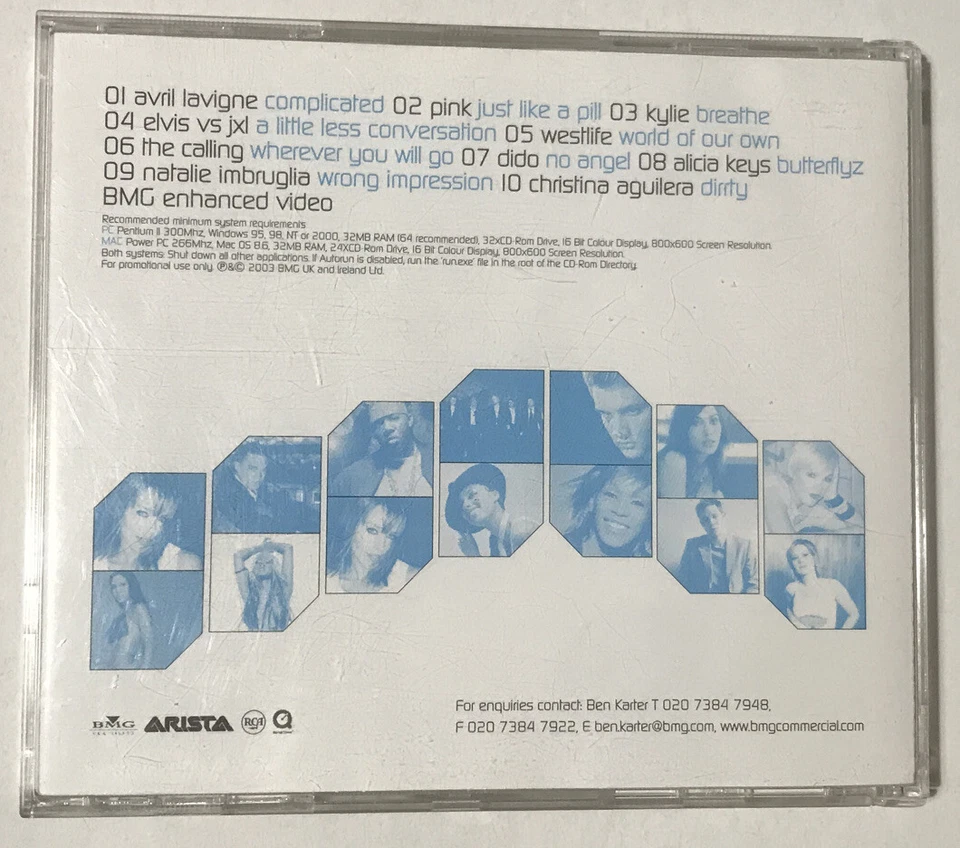 01 avril lavigne complicated 02 pink just like a pill 03 kylie breathe
04 elvis vs jxl a little less conversation 05 westlife world of our own
06 the calling wherever you will go 07 dido no angel 08 alicia keys butterflyz
09 natalie imbruglia wrong impression 10 christina aguilera dirrty
BMG enhanced video
Recommended minimum system requirements
PC Pentium II 300Mhz, Windows 95, 98, NT or 2000, 32MB RAM (64 recommended), 32xCD-Rom Drive, 16 Bit Colour Display, 800x600 Screen Resolution.
MAC Power PC 266Mhz, Mac OS 8.6, 32MB RAM, 24XCD-Rom Drive, 16 Bit Colour Display, 800x600 Screen Resolution.
Both systems: Shut down all other applications. If Autorun is disabled, run the 'run.exe' file in the root of the CD-Rom Directory.
For promotional use only ℗&© 2003 BMG UK and Ireland Ltd.
For enquiries contact: Ben Karter T 020 7384 7948,
BMG ARISTA RCA
F 020 7384 7922, E ben.karter@bmg.com, www.bmgcommercial.com